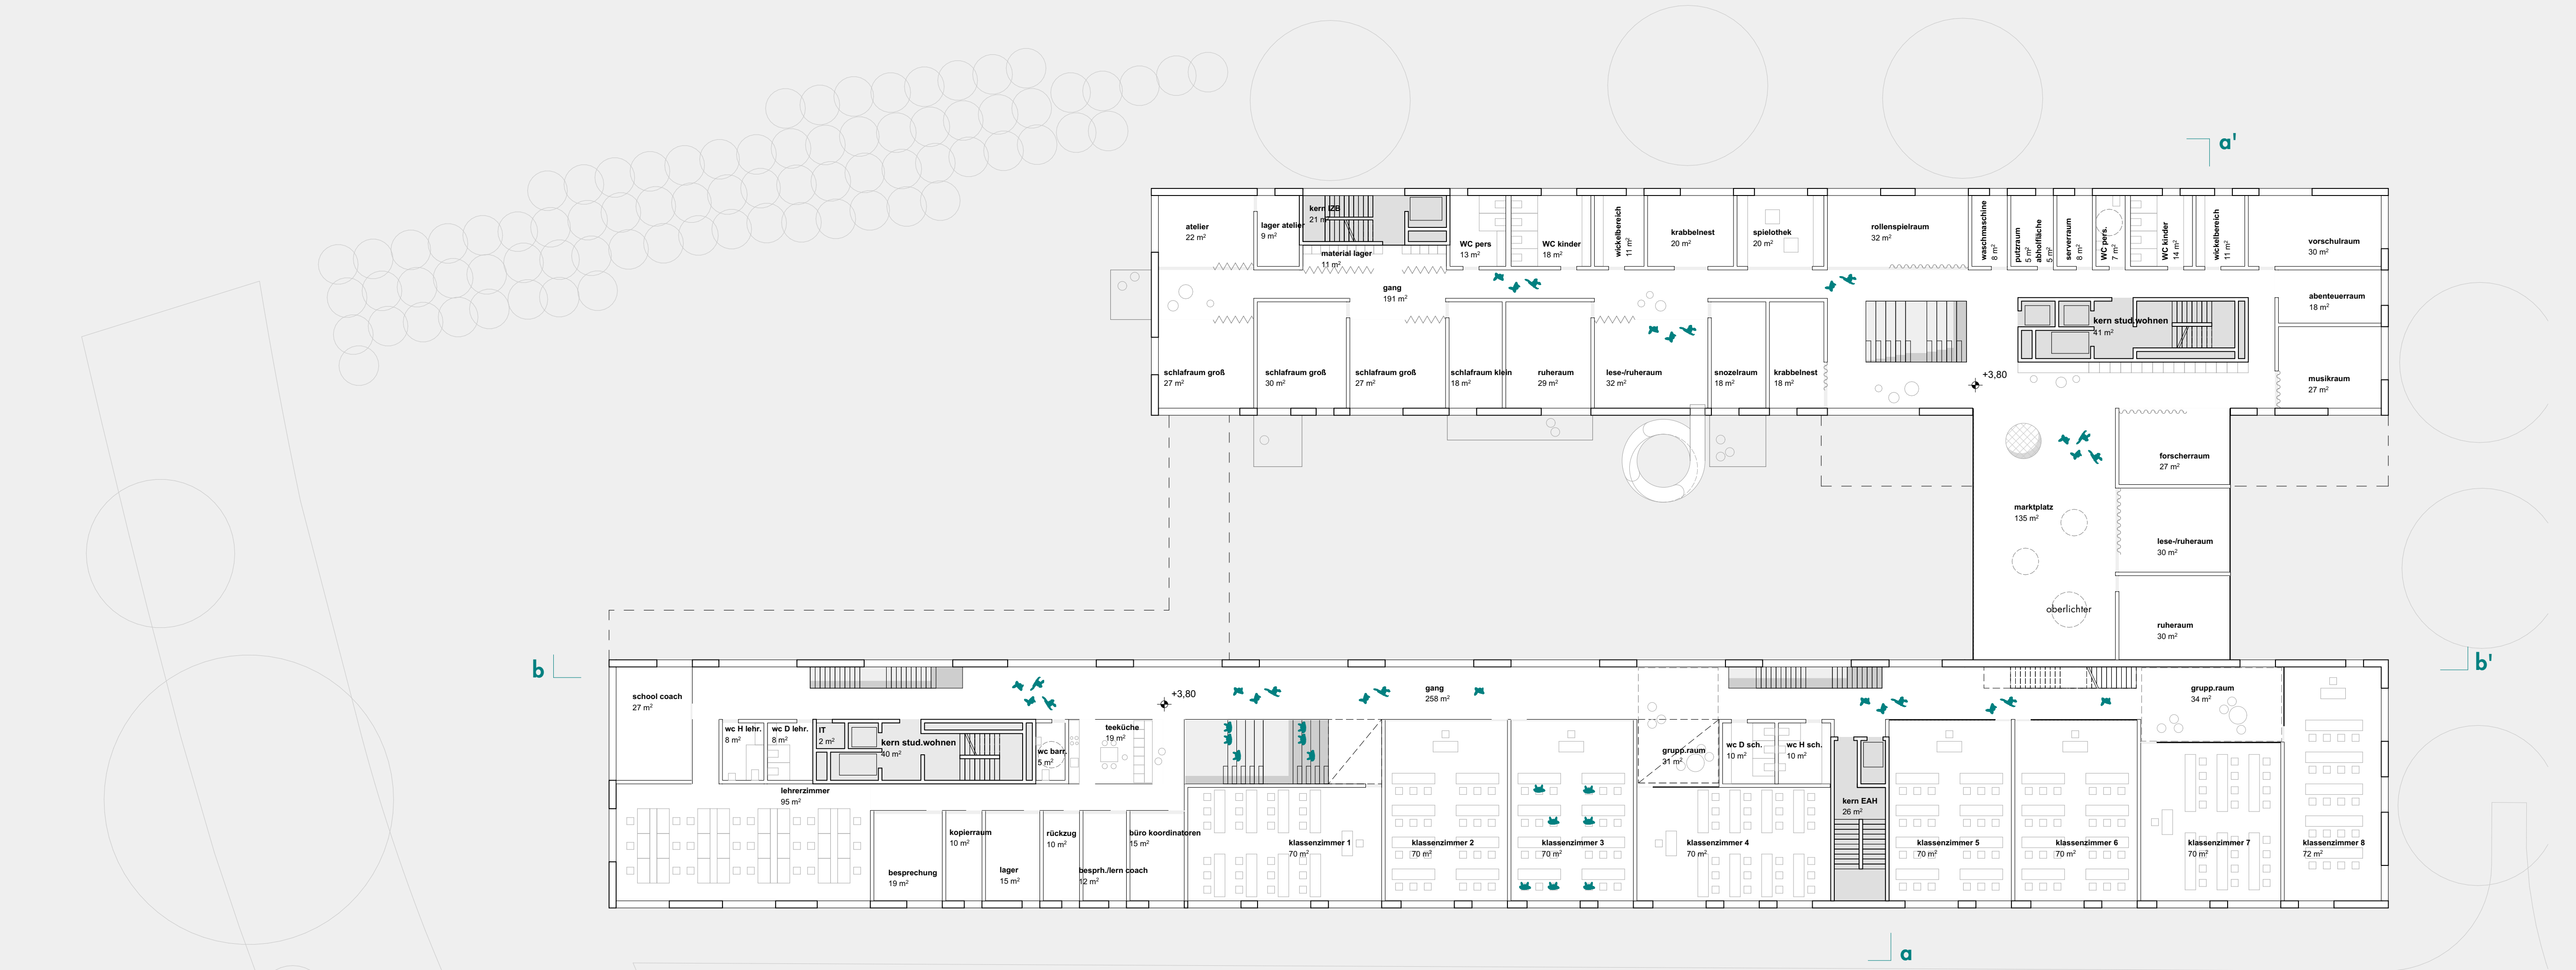 a'
atelier
22 m²
lager atelier
9 m²
kern IZB
21 m²
material lager
11 m²
WC pers
13 m²
WC kinder
18 m²
wickelbereich
11 m²
krabbelnest
20 m²
spielothek
20 m²
rollenspielraum
32 m²
waschmaschine
8 m²
putzraum
5 m²
abholfläche
5 m²
serverraum
8 m²
WC pers.
7 m²
WC kinder
14 m²
wickelbereich
11 m²
vorschulraum
30 m²
gang
191 m²
abenteuerraum
18 m²
kern stud.wohnen
41 m²
schlafraum groß
27 m²
schlafraum groß
30 m²
schlafraum groß
27 m²
schlafraum klein
18 m²
ruheraum
29 m²
lese-/ruheraum
32 m²
snozelraum
18 m²
krabbelnest
18 m²
+3,80
musikraum
27 m²
forscherraum
27 m²
marktplatz
135 m²
lese-/ruheraum
30 m²
oberlichter
ruheraum
30 m²
b
b'
school coach
27 m²
+3,80
gang
258 m²
grupp.raum
34 m²
wc H lehr.
8 m²
wc D lehr.
8 m²
IT
2 m²
kern stud.wohnen
40 m²
wc barr.
5 m²
teeküche
19 m²
grupp.raum
31 m²
wc D sch.
10 m²
wc H sch.
10 m²
lehrerzimmer
95 m²
kern EAH
26 m²
besprechung
19 m²
kopierraum
10 m²
lager
15 m²
rückzug
10 m²
besprh./lern coach
12 m²
büro koordinatoren
15 m²
klassenzimmer 1
70 m²
klassenzimmer 2
70 m²
klassenzimmer 3
70 m²
klassenzimmer 4
70 m²
klassenzimmer 5
70 m²
klassenzimmer 6
70 m²
klassenzimmer 7
70 m²
klassenzimmer 8
72 m²
a